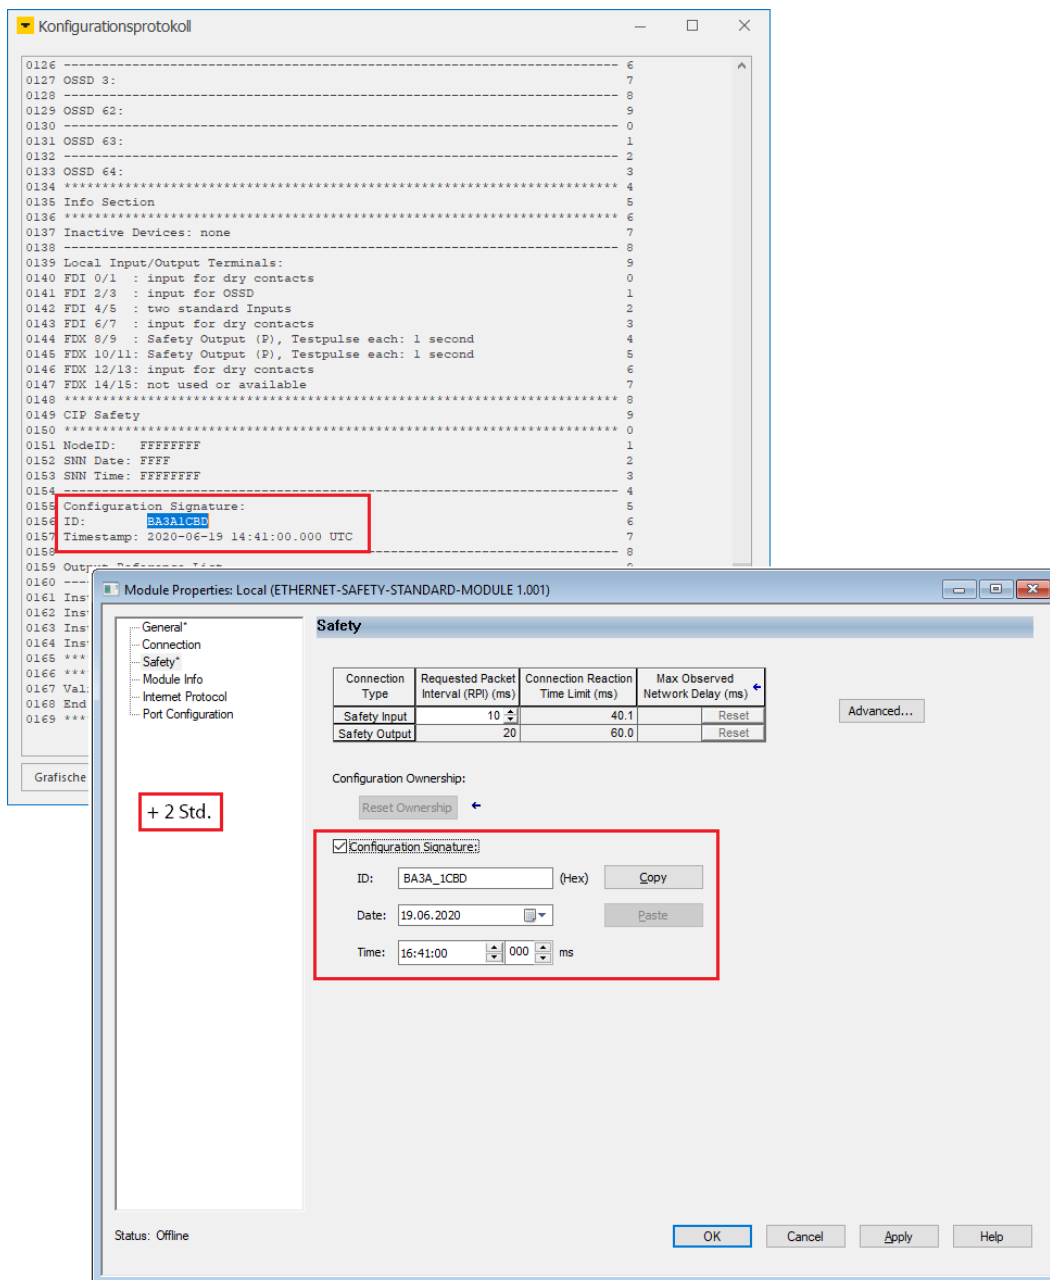 Konfigurationsprotokoll
0126 ------------------------------------------------------------------------- 6
0127 OSSD 3: 7
0128 ------------------------------------------------------------------------- 8
0129 OSSD 62: 9
0130 ------------------------------------------------------------------------- 0
0131 OSSD 63: 1
0132 ------------------------------------------------------------------------- 2
0133 OSSD 64: 3
0134 ************************************************************************* 4
0135 Info Section 5
0136 ************************************************************************* 6
0137 Inactive Devices: none 7
0138 ------------------------------------------------------------------------- 8
0139 Local Input/Output Terminals: 9
0140 FDI 0/1  : input for dry contacts 0
0141 FDI 2/3  : input for OSSD 1
0142 FDI 4/5  : two standard Inputs 2
0143 FDI 6/7  : input for dry contacts 3
0144 FDX 8/9  : Safety Output (P), Testpulse each: 1 second 4
0145 FDX 10/11: Safety Output (P), Testpulse each: 1 second 5
0146 FDX 12/13: input for dry contacts 6
0147 FDX 14/15: not used or available 7
0148 ************************************************************************* 8
0149 CIP Safety 9
0150 ************************************************************************* 0
0151 NodeID:   FFFFFFFF 1
0152 SNN Date: FFFF 2
0153 SNN Time: FFFFFFFF 3
0154 ------------------------------------------------------------------------- 4
0155 Configuration Signature: 5
0156 ID:        BA3A1CBD 6
0157 Timestamp: 2020-06-19 14:41:00.000 UTC 7
0158 ------------------------------------------------------------------------- 8
0159 Output Reference List
0160 ----
0161 Ins
0162 Ins
0163 Ins
0164 Ins
0165 ***
0166 ***
0167 Val
0168 End
0169 ***
Grafische
Module Properties: Local (ETHERNET-SAFETY-STANDARD-MODULE 1.001)
General*
Connection
Safety*
Module Info
Internet Protocol
Port Configuration
+ 2 Std.
Status: Offline
Safety
Connection Type
Requested Packet Interval (RPI) (ms)
Connection Reaction Time Limit (ms)
Max Observed Network Delay (ms)
Safety Input 10 40.1 Reset
Safety Output 20 60.0 Reset
Advanced...
Configuration Ownership:
Reset Ownership
Configuration Signature:
ID: BA3A_1CBD (Hex) Copy
Date: 19.06.2020 Paste
Time: 16:41:00 000 ms
OK Cancel Apply Help